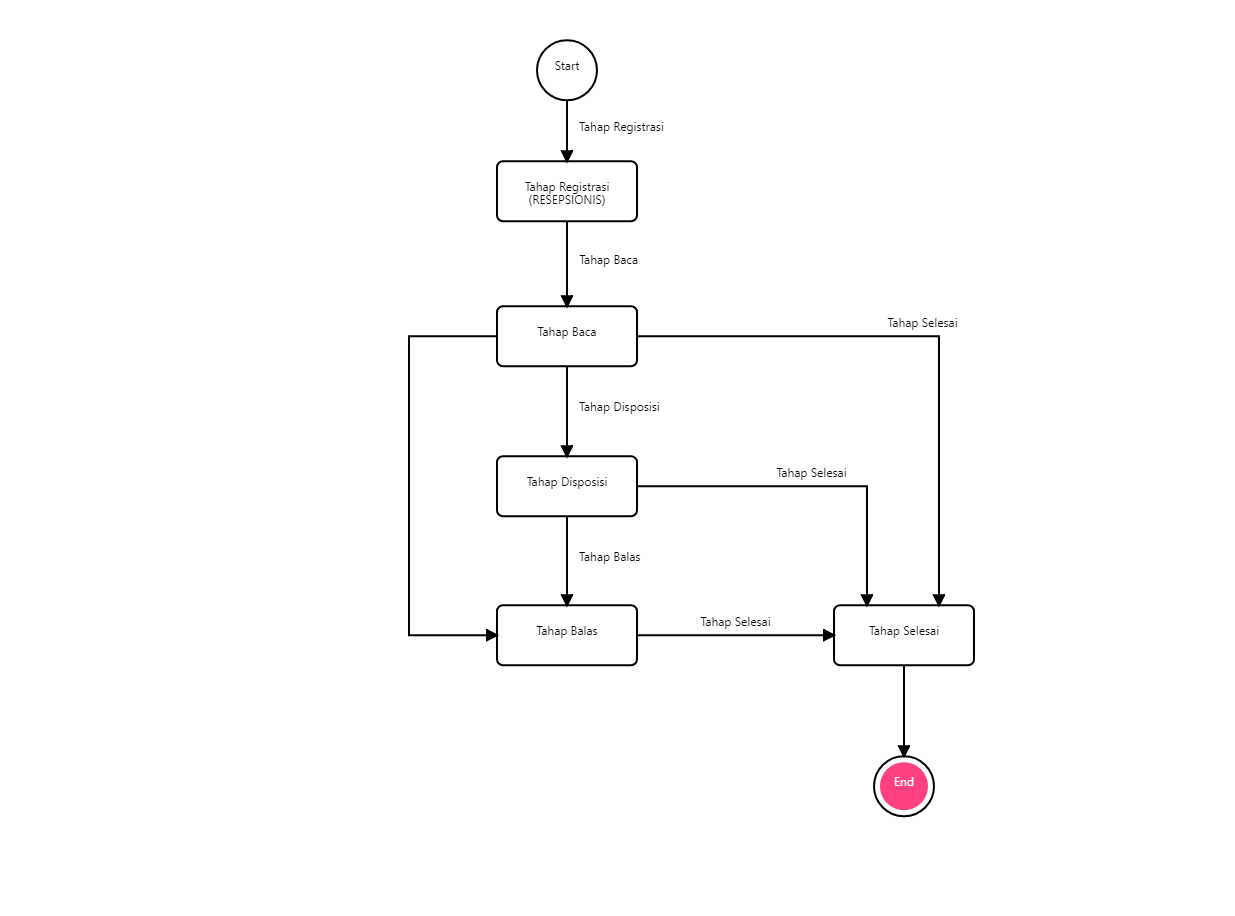 Start
Tahap Registrasi
Tahap Registrasi
(RESEPSIONIS)
Tahap Baca
Tahap Selesai
Tahap Baca
Tahap Disposisi
Tahap Selesai
Tahap Disposisi
Tahap Balas
Tahap Selesai
Tahap Balas
Tahap Selesai
End